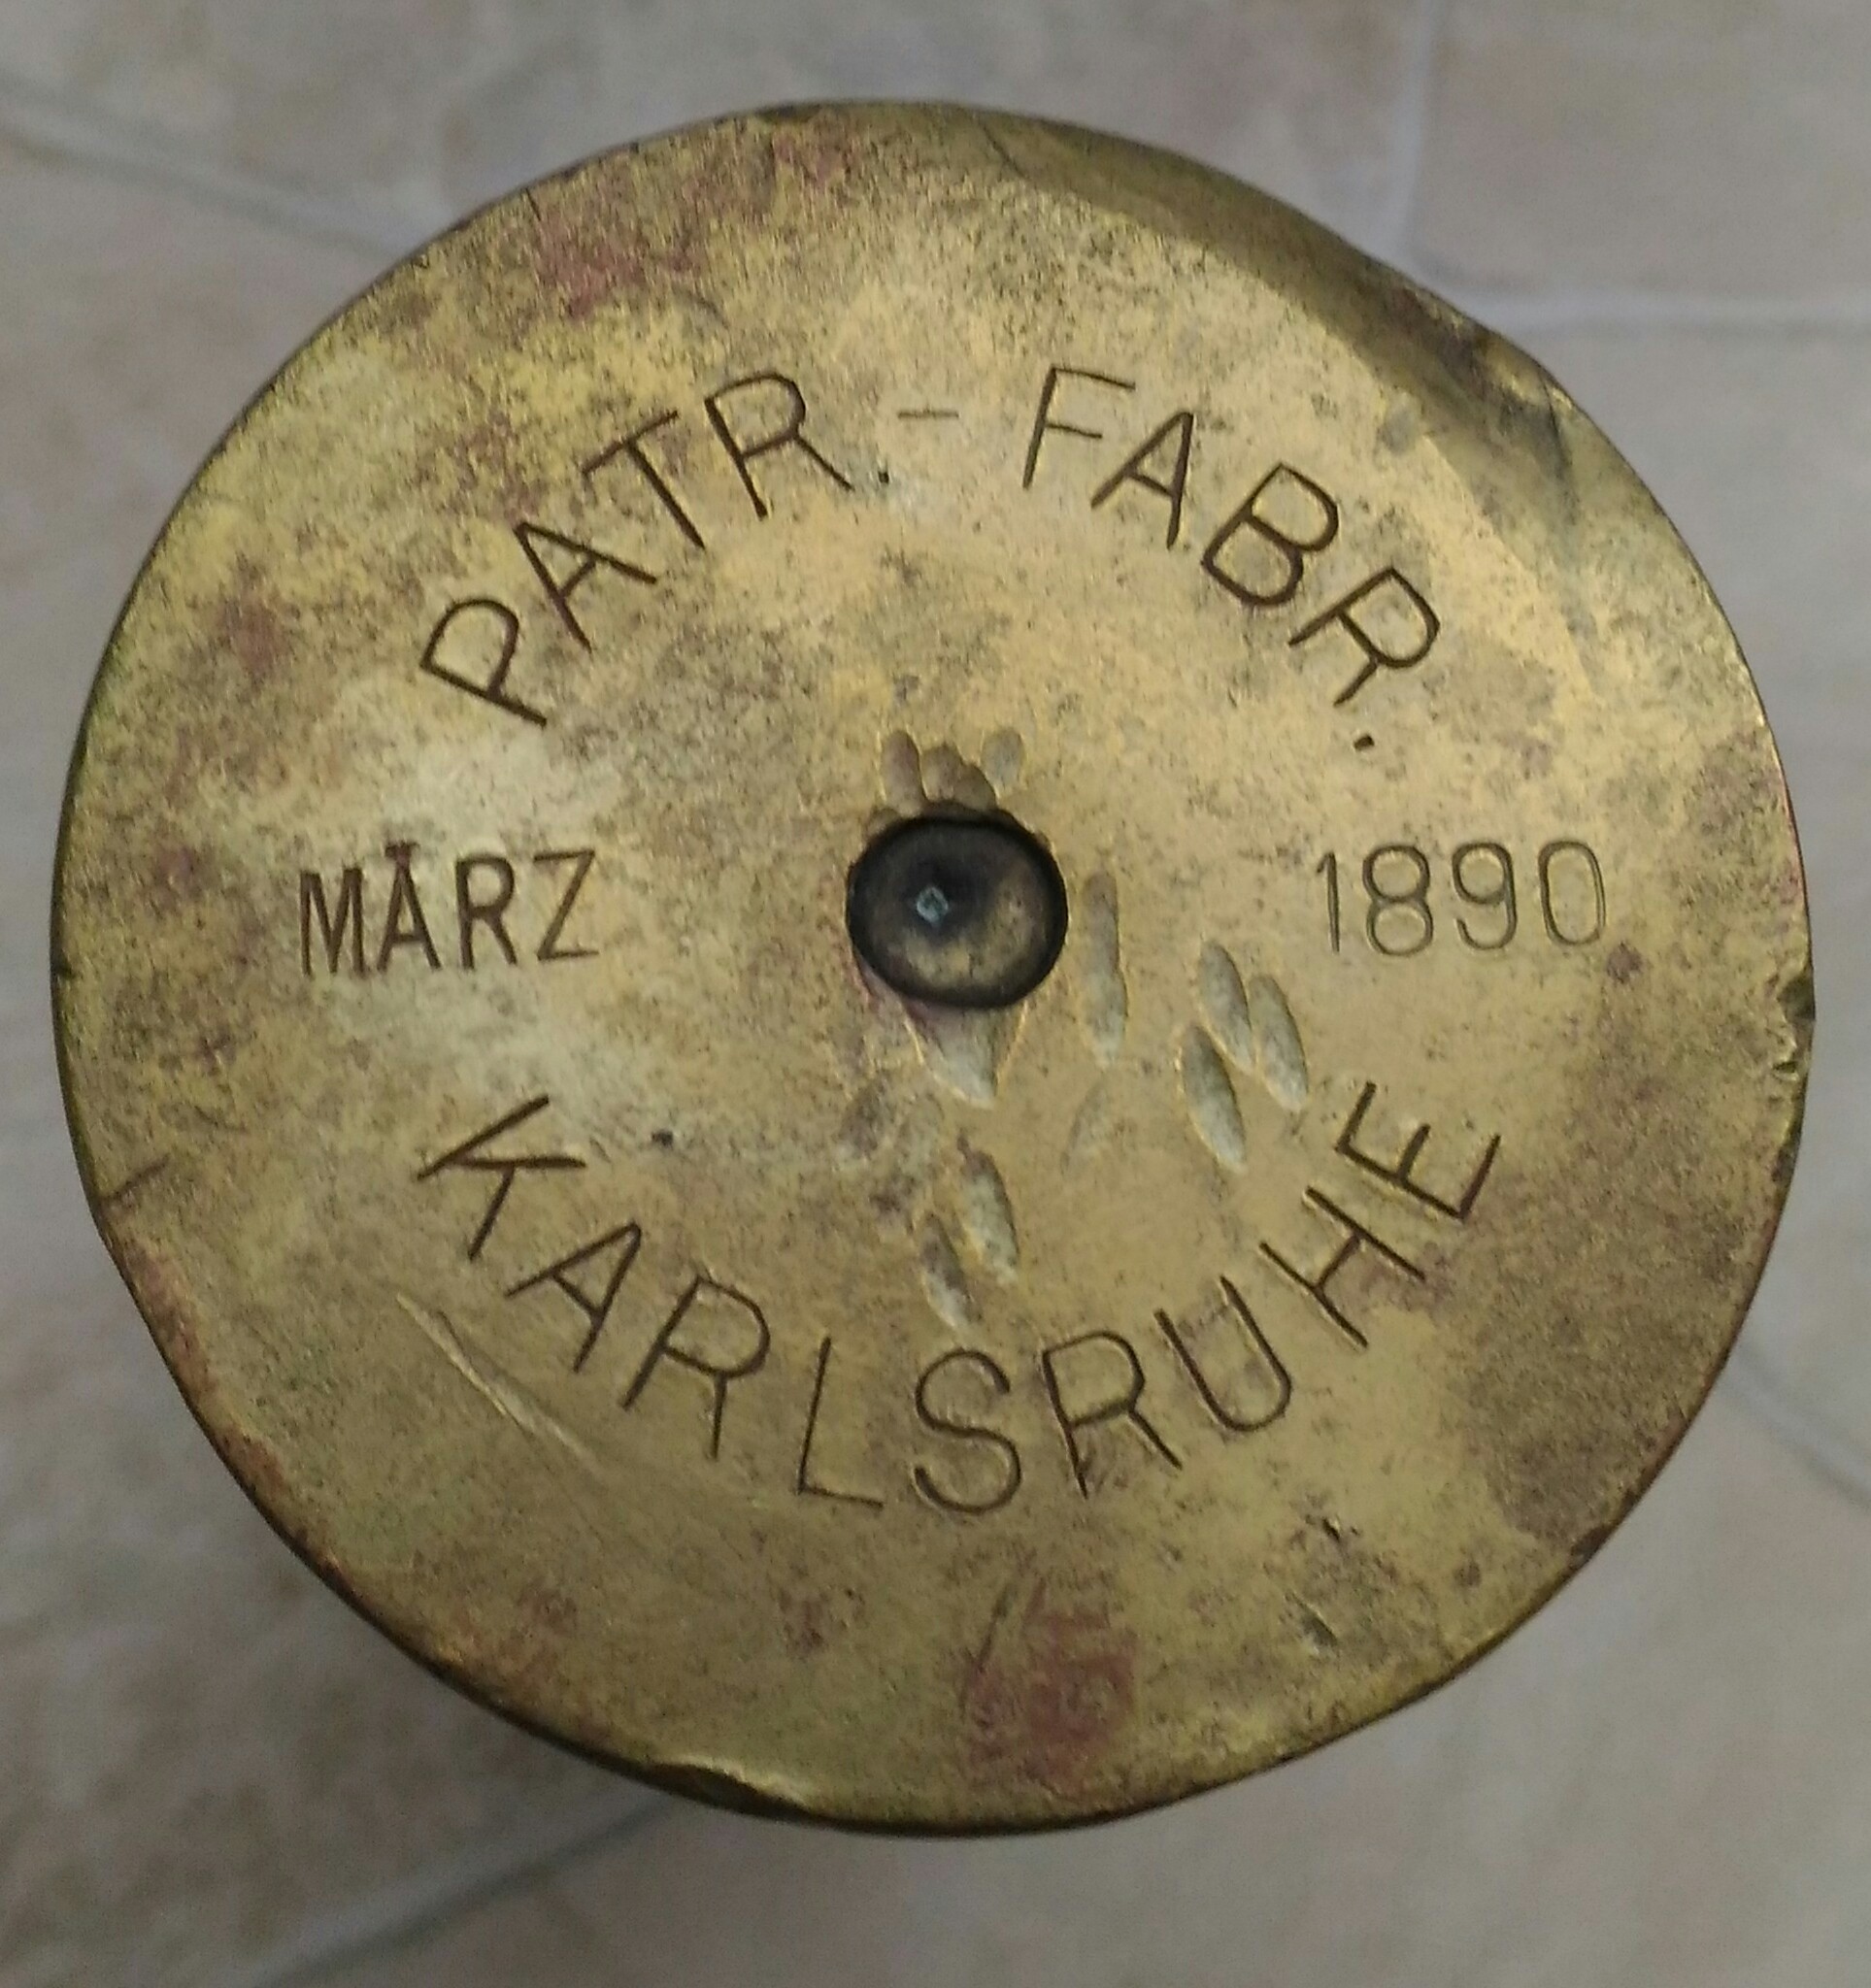 PATR.-FABR.
MÄRZ 1890
KARLSRUHE